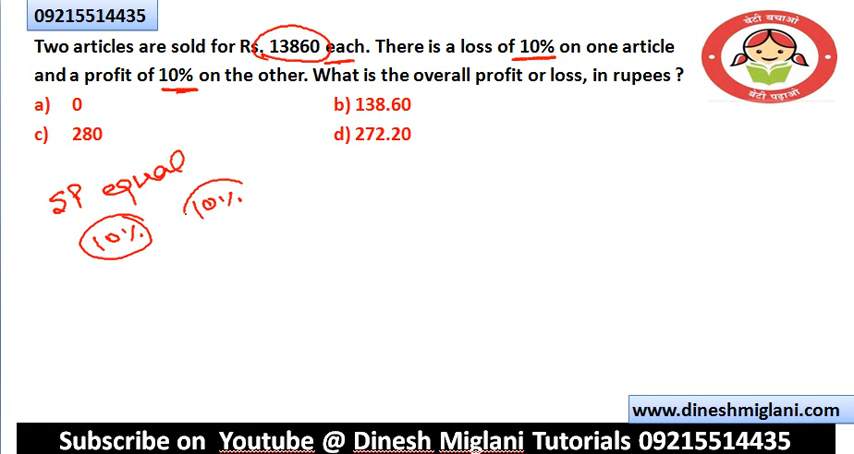 09215514435
Two articles are sold for Rs. 13860 each. There is a loss of 10% on one article
and a profit of 10% on the other. What is the overall profit or loss, in rupees ?
a) 0
b) 138.60
c) 280
d) 272.20
बेटी बचाओ
बेटी पढ़ाओ
SP equal
10% 10%
www.dineshmiglani.com
Subscribe on Youtube @ Dinesh Miglani Tutorials 09215514435